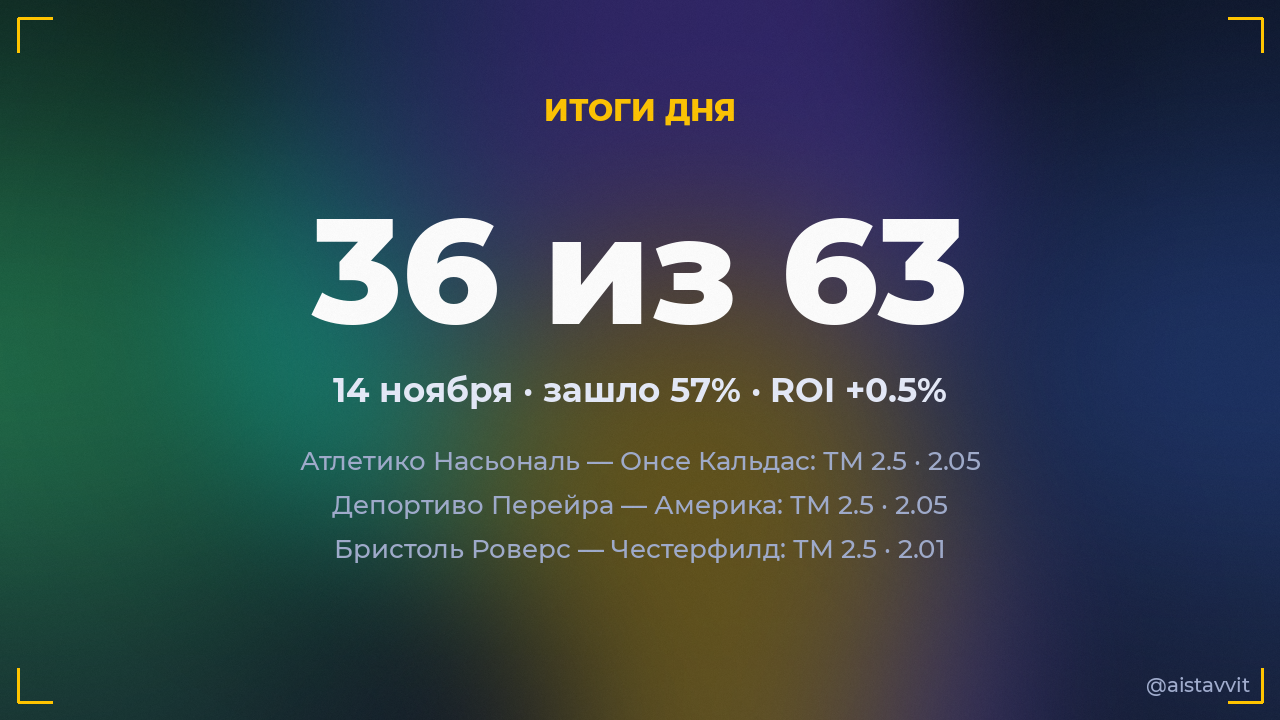 ИТОГИ ДНЯ
36 из 63
14 ноября · зашло 57% · ROI +0.5%
Атлетико Насьональ — Онсе Кальдас: ТМ 2.5 · 2.05
Депортиво Перейра — Америка: ТМ 2.5 · 2.05
Бристоль Роверс — Честерфилд: ТМ 2.5 · 2.01
@aistavvit